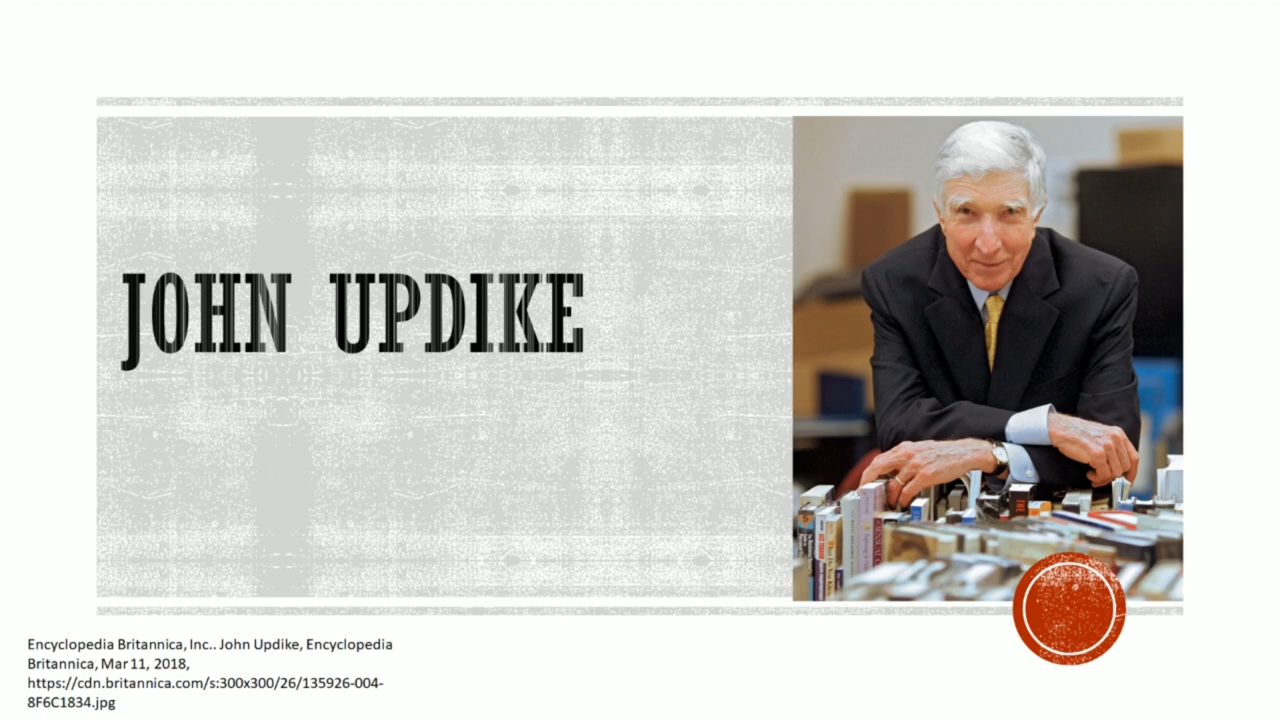 JOHN UPDIKE
Encyclopedia Britannica, Inc.. John Updike, Encyclopedia
Britannica, Mar 11, 2018,
https://cdn.britannica.com/s:300x300/26/135926-004-
8F6C1834.jpg